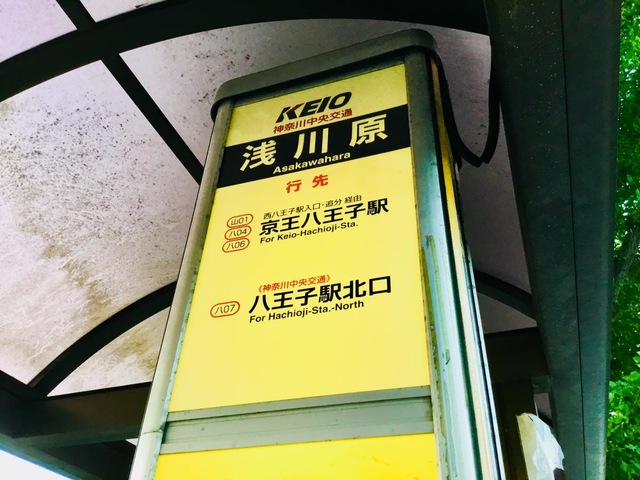 KEIO
神奈川中央交通
浅川原
Asakawahara
行先
西八王子駅入口・追分 経由
山01
八04
八06
京王八王子駅
For Keio-Hachioji-Sta.
《神奈川中央交通》
八07
八王子駅北口
For Hachioji-Sta.-North